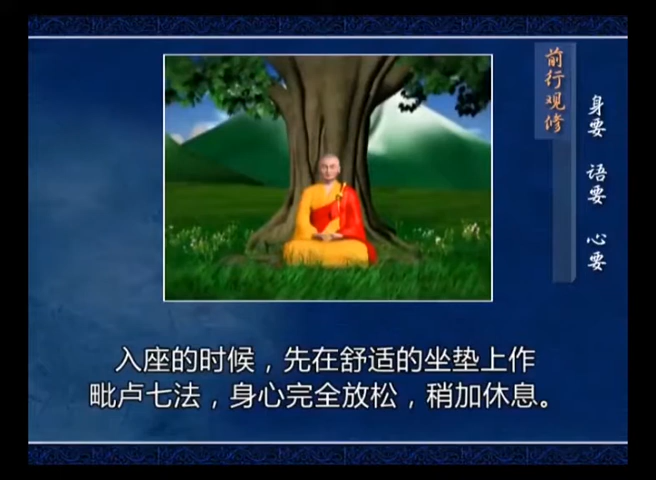 前行观修
身要 语要 心要
入座的时候，先在舒适的坐垫上作
毗卢七法，身心完全放松，稍加休息。